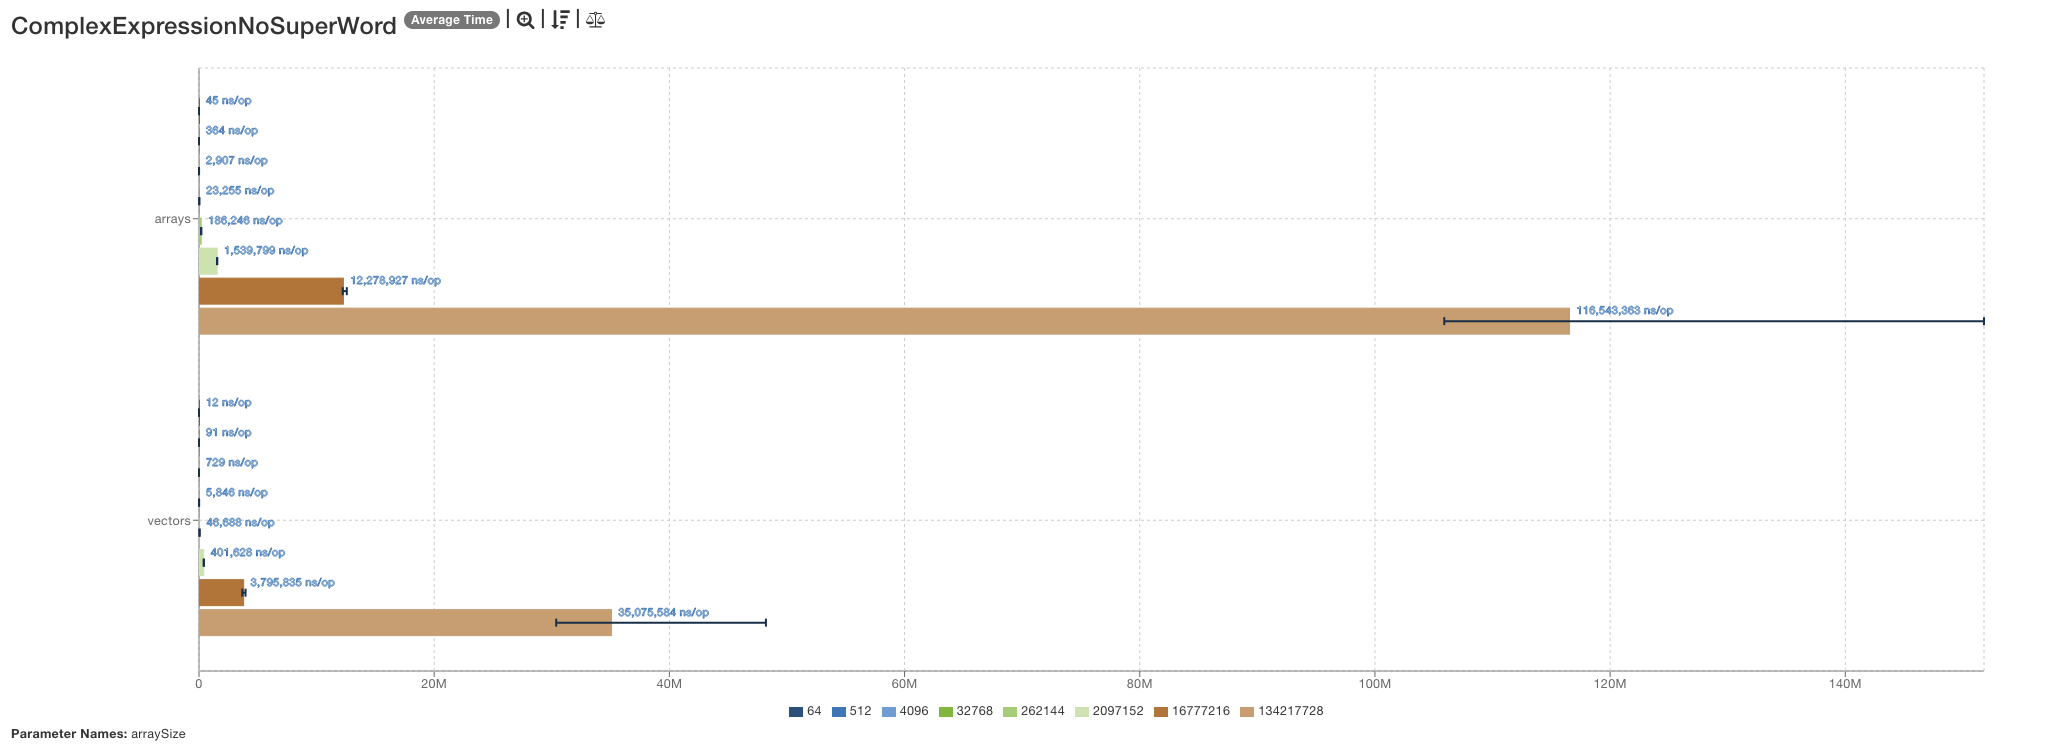 ComplexExpressionNoSuperWord Average Time
45 ns/op
364 ns/op
2,907 ns/op
23,255 ns/op
arrays
186,246 ns/op
1,539,799 ns/op
12,278,927 ns/op
116,543,363 ns/op
12 ns/op
91 ns/op
729 ns/op
5,846 ns/op
vectors
46,688 ns/op
401,628 ns/op
3,795,835 ns/op
35,075,584 ns/op
0 20M 40M 60M 80M 100M 120M 140M
64 512 4096 32768 262144 2097152 16777216 134217728
Parameter Names: arraySize